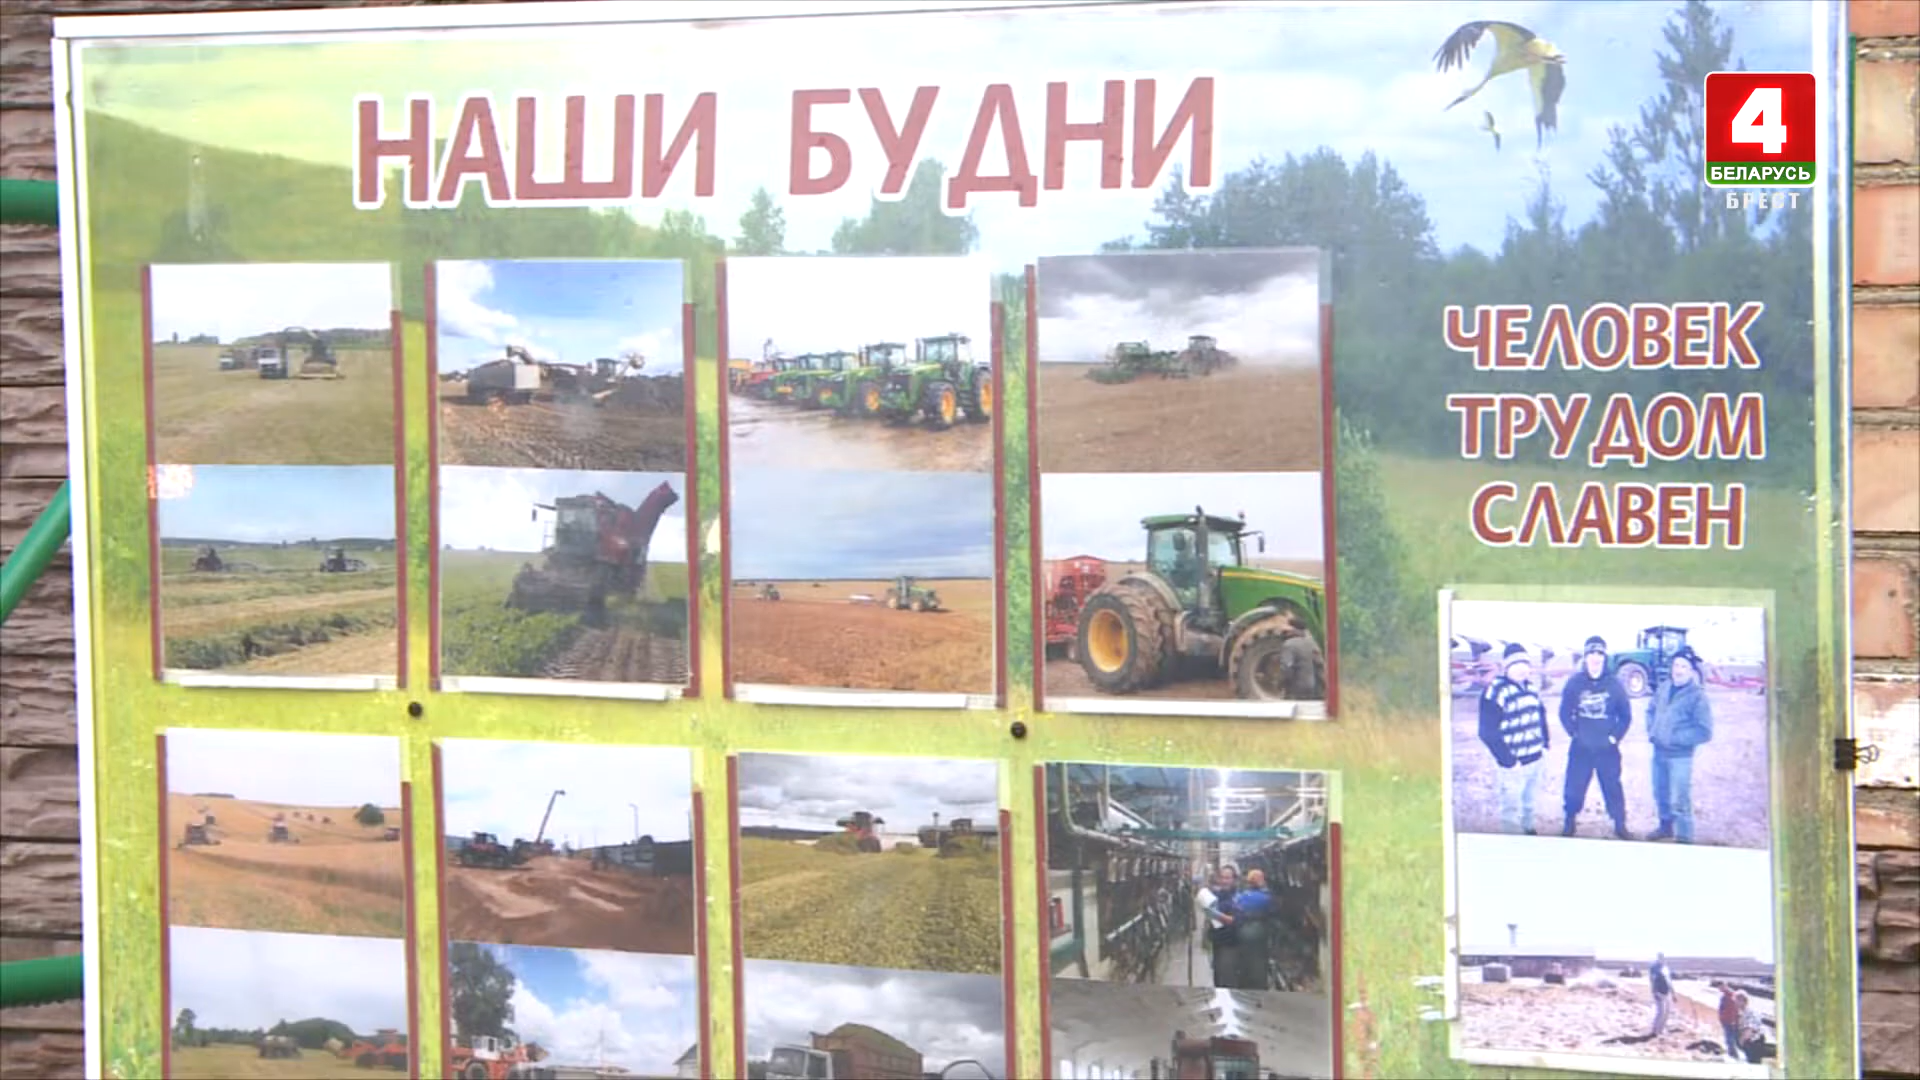 НАШИ БУДНИ
4
БЕЛАРУСЬ
БРЕСТ
ЧЕЛОВЕК
ТРУДОМ
СЛАВЕН